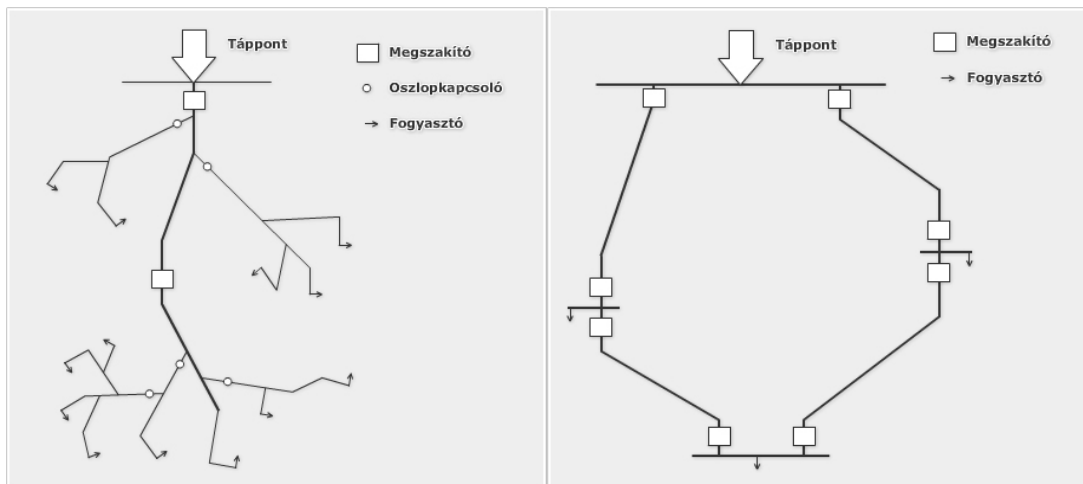 Táppont
Megszakító
Oszlopkapcsoló
Fogyasztó
Táppont
Megszakító
Fogyasztó